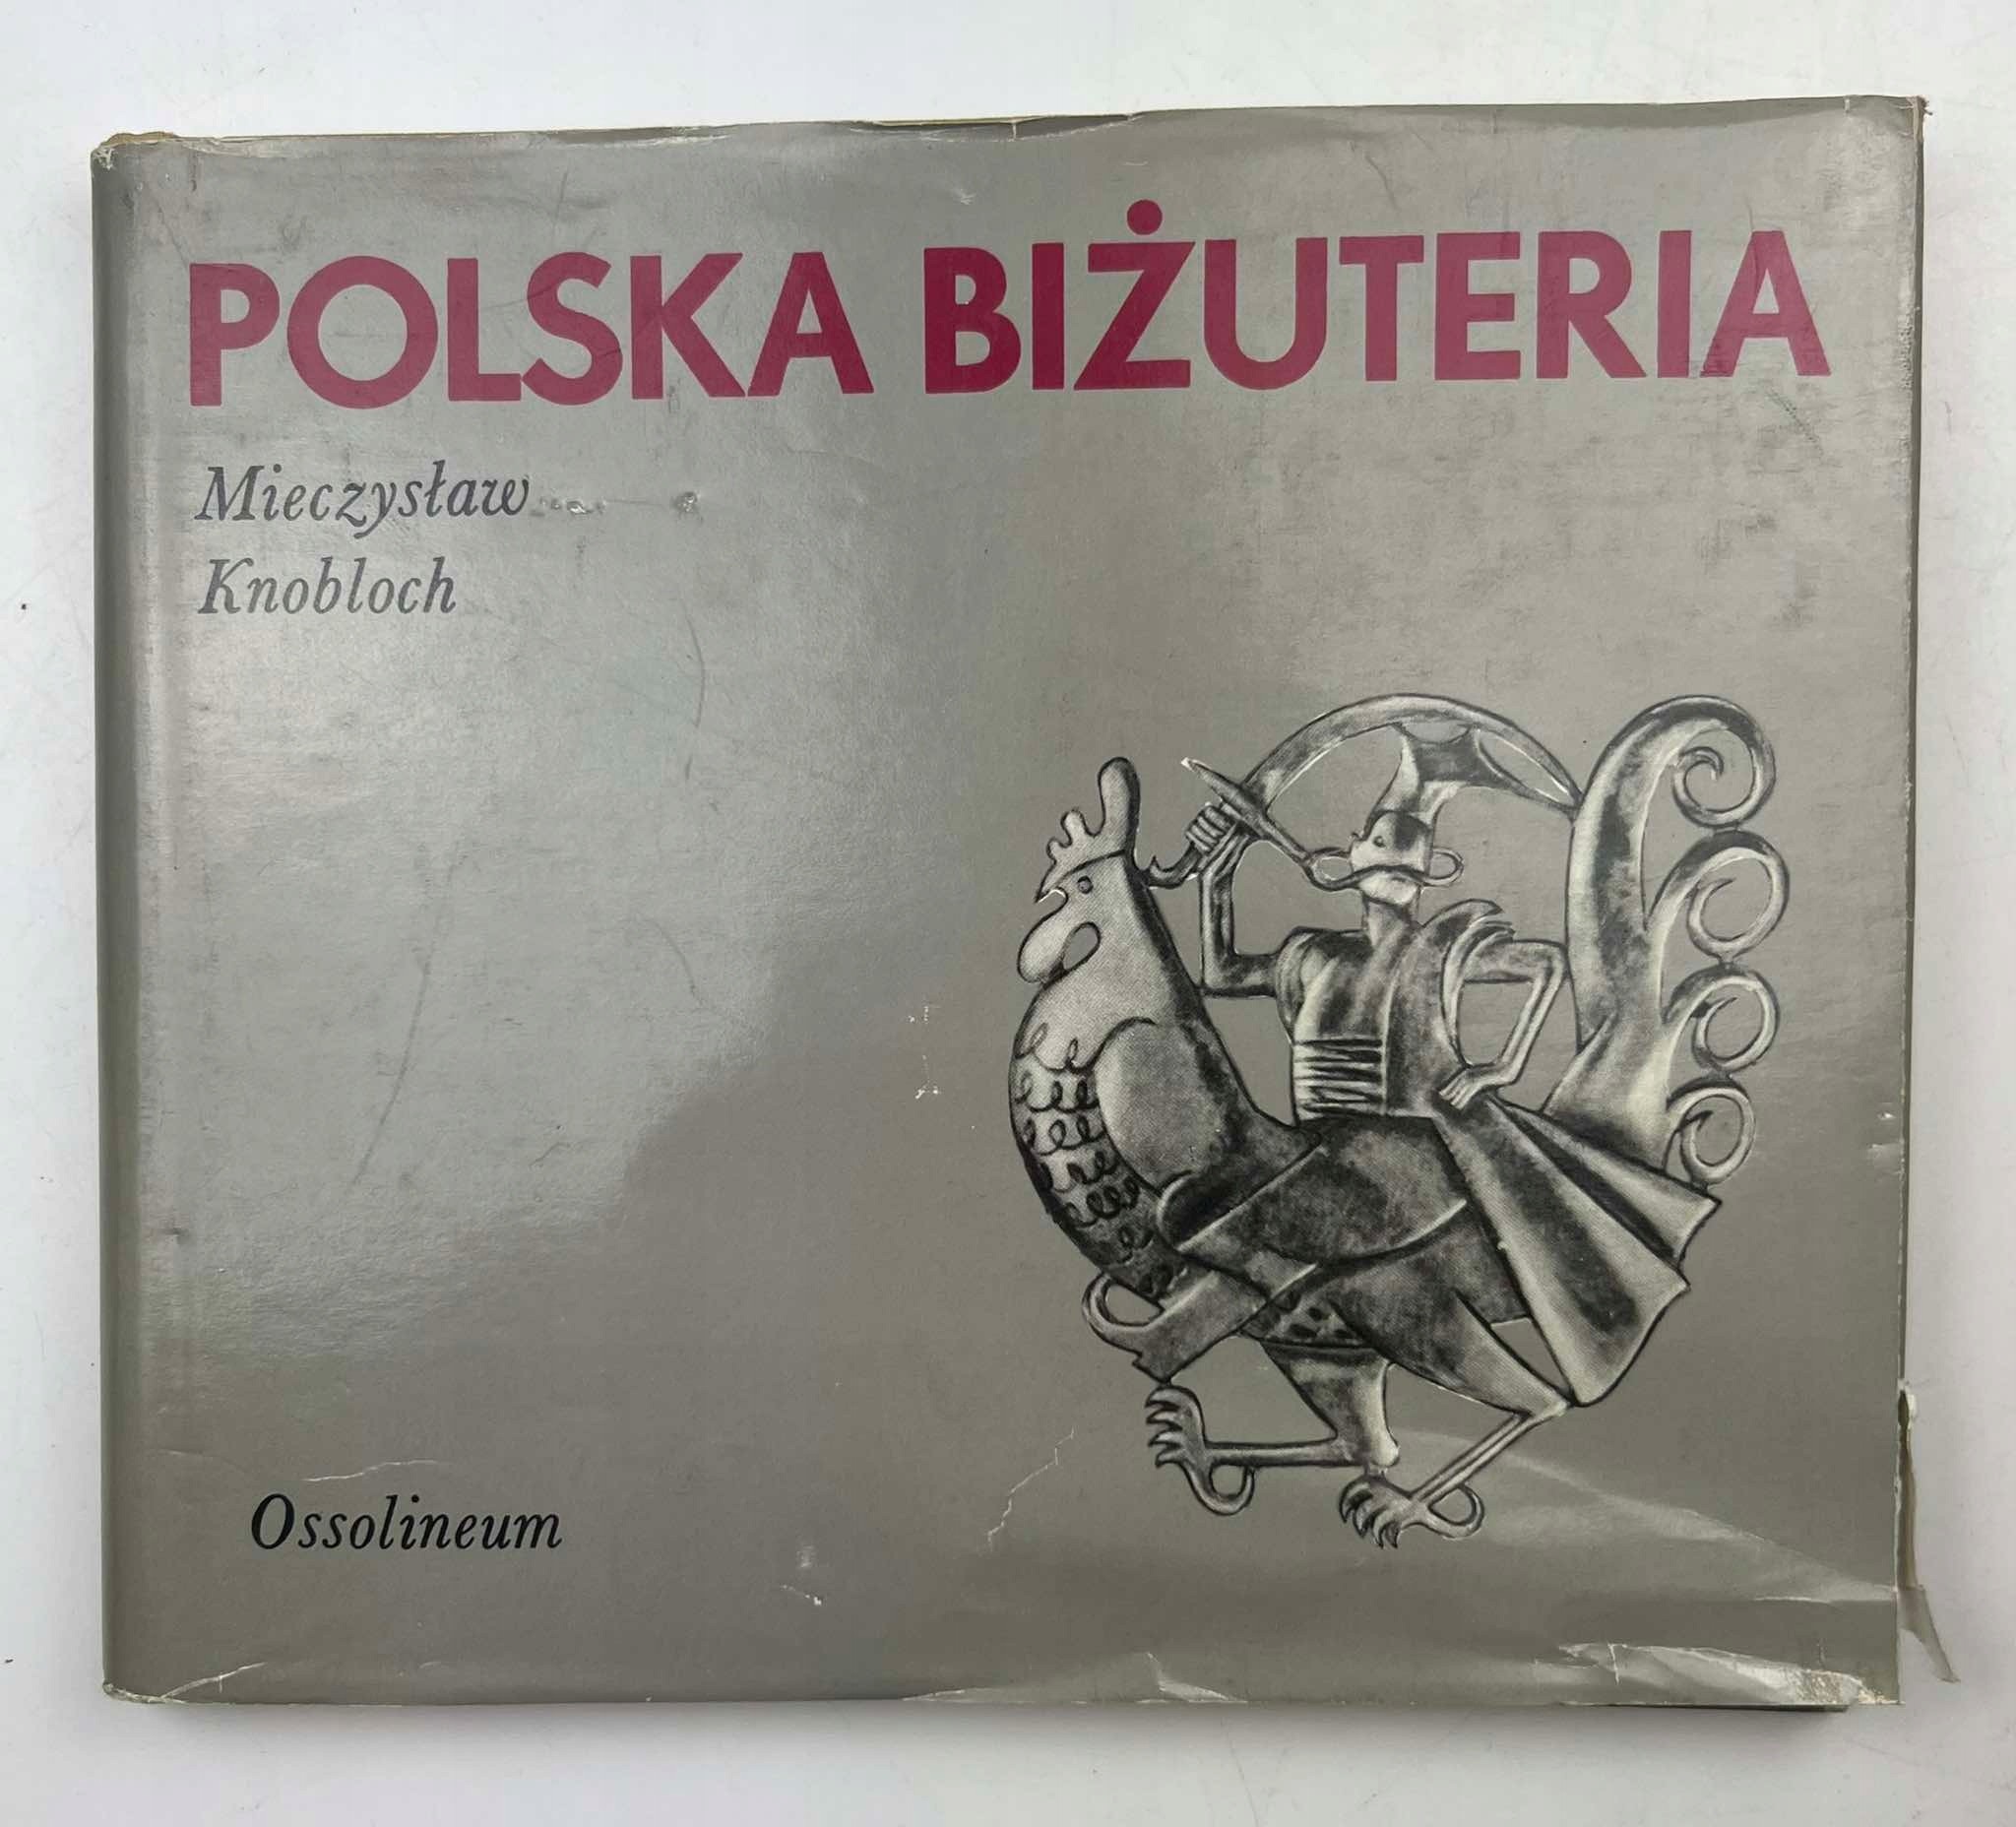 POLSKA BIŻUTERIA
Mieczysław
Knobloch
Ossolineum